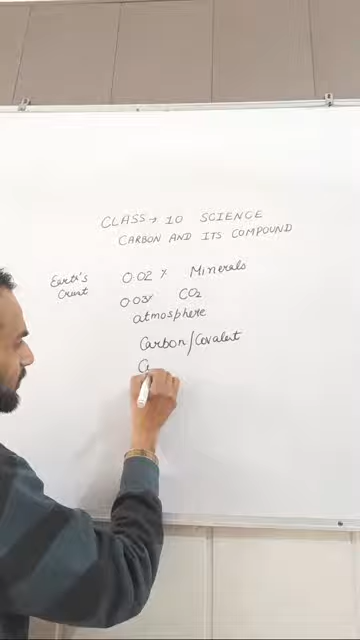 CLASS → 10 SCIENCE
CARBON AND ITS COMPOUND
Earth's Crust 0.02 % Minerals
0.03% CO2
atmosphere
Carbon/Covalent
C